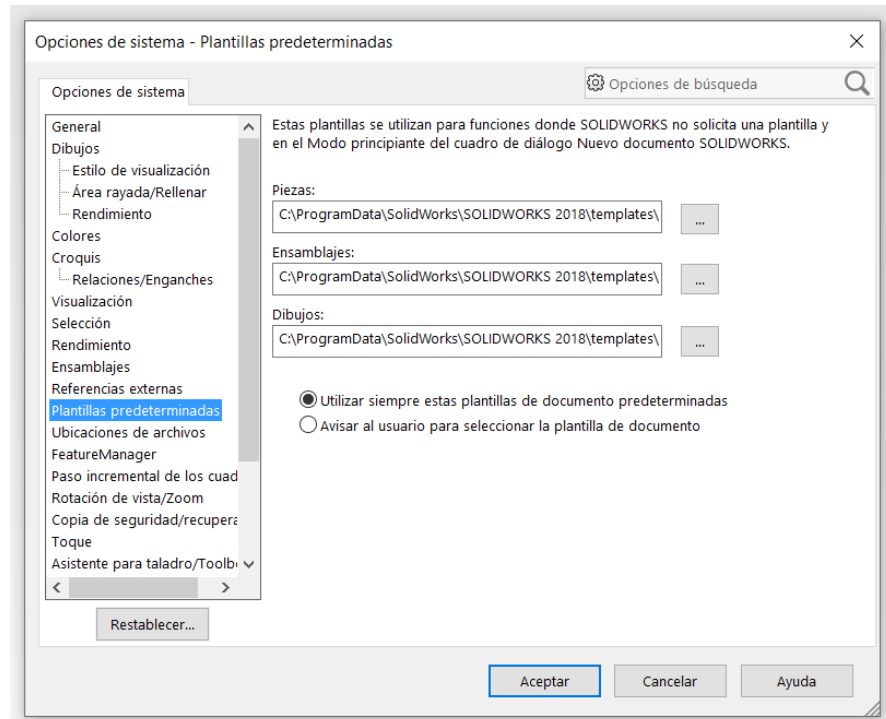 Opciones de sistema - Plantillas predeterminadas
Opciones de sistema
Opciones de búsqueda
General
Dibujos
Estilo de visualización
Área rayada/Rellenar
Rendimiento
Colores
Croquis
Relaciones/Enganches
Visualización
Selección
Rendimiento
Ensamblajes
Referencias externas
Plantillas predeterminadas
Ubicaciones de archivos
FeatureManager
Paso incremental de los cuad
Rotación de vista/Zoom
Copia de seguridad/recupera
Toque
Asistente para taladro/Toolb
Restablecer...
Estas plantillas se utilizan para funciones donde SOLIDWORKS no solicita una plantilla y
en el Modo principiante del cuadro de diálogo Nuevo documento SOLIDWORKS.
Piezas:
C:\ProgramData\SolidWorks\SOLIDWORKS 2018\templates\
...
Ensamblajes:
C:\ProgramData\SolidWorks\SOLIDWORKS 2018\templates\
...
Dibujos:
C:\ProgramData\SolidWorks\SOLIDWORKS 2018\templates\
...
Utilizar siempre estas plantillas de documento predeterminadas
Avisar al usuario para seleccionar la plantilla de documento
Aceptar
Cancelar
Ayuda